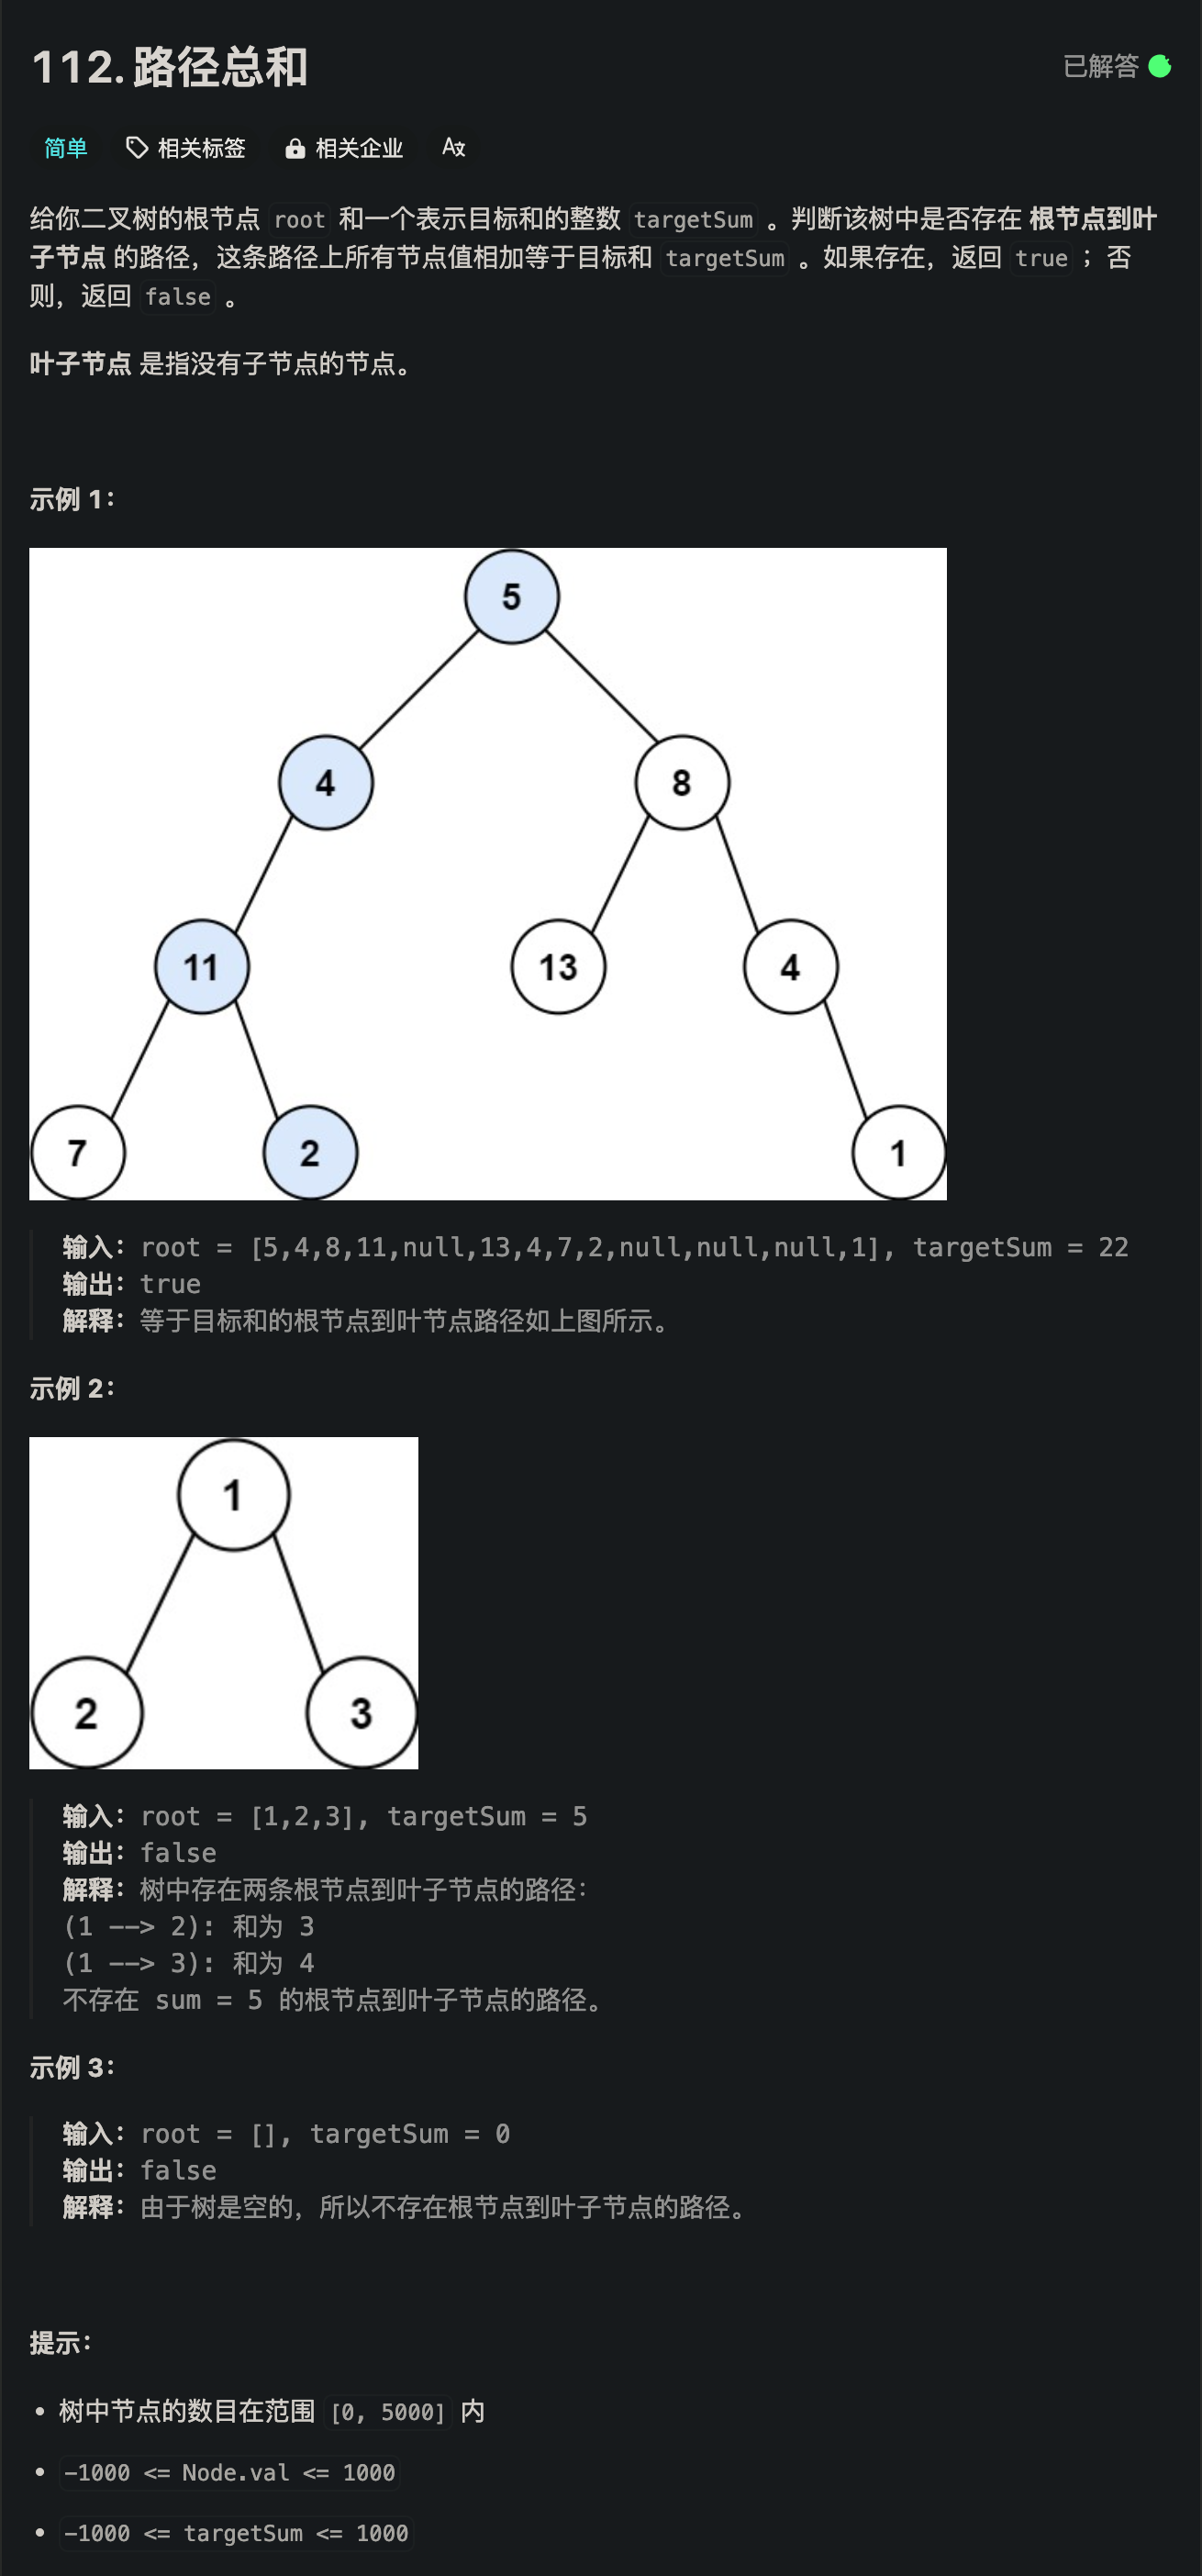 112. 路径总和
已解答
简单
相关标签
相关企业
给你二叉树的根节点 root 和一个表示目标和的整数 targetSum 。判断该树中是否存在 根节点到叶
子节点 的路径，这条路径上所有节点值相加等于目标和 targetSum 。如果存在，返回 true ；否
则，返回 false 。
叶子节点 是指没有子节点的节点。
示例 1：
5
4
8
11
13
4
7
2
1
输入：root = [5,4,8,11,null,13,4,7,2,null,null,null,1], targetSum = 22
输出：true
解释：等于目标和的根节点到叶节点路径如上图所示。
示例 2：
1
2
3
输入：root = [1,2,3], targetSum = 5
输出：false
解释：树中存在两条根节点到叶子节点的路径：
(1 --> 2): 和为 3
(1 --> 3): 和为 4
不存在 sum = 5 的根节点到叶子节点的路径。
示例 3：
输入：root = [], targetSum = 0
输出：false
解释：由于树是空的，所以不存在根节点到叶子节点的路径。
提示：
• 树中节点的数目在范围 [0, 5000] 内
• -1000 <= Node.val <= 1000
• -1000 <= targetSum <= 1000